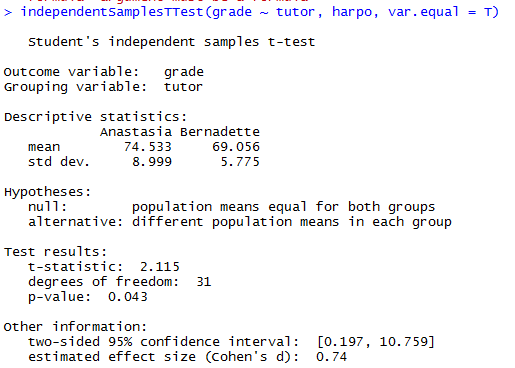 > independentSamplesTTest(grade ~ tutor, harpo, var.equal = T)
Student's independent samples t-test
Outcome variable: grade
Grouping variable: tutor
Descriptive statistics:
Anastasia Bernadette
mean 74.533 69.056
std dev. 8.999 5.775
Hypotheses:
null: population means equal for both groups
alternative: different population means in each group
Test results:
t-statistic: 2.115
degrees of freedom: 31
p-value: 0.043
Other information:
two-sided 95% confidence interval: [0.197, 10.759]
estimated effect size (Cohen's d): 0.74